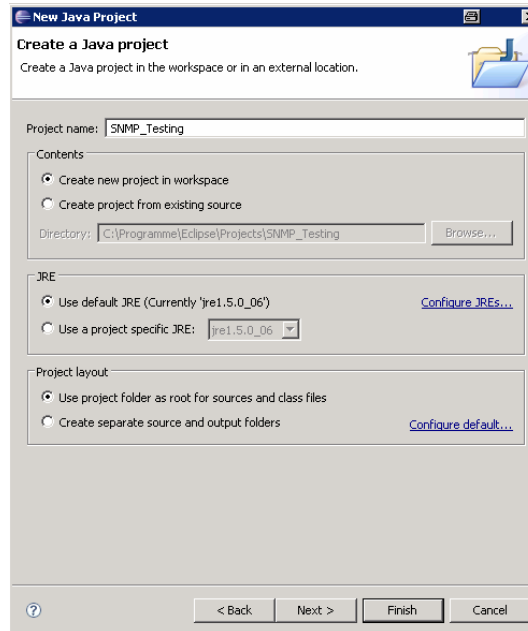 New Java Project
Create a Java project
Create a Java project in the workspace or in an external location.
Project name: SNMP_Testing
Contents
Create new project in workspace
Create project from existing source
Directory: C:\Programme\Eclipse\Projects\SNMP_Testing Browse...
JRE
Use default JRE (Currently 'jre1.5.0_06') Configure JREs...
Use a project specific JRE: jre1.5.0_06
Project layout
Use project folder as root for sources and class files
Create separate source and output folders Configure default...
? < Back Next > Finish Cancel